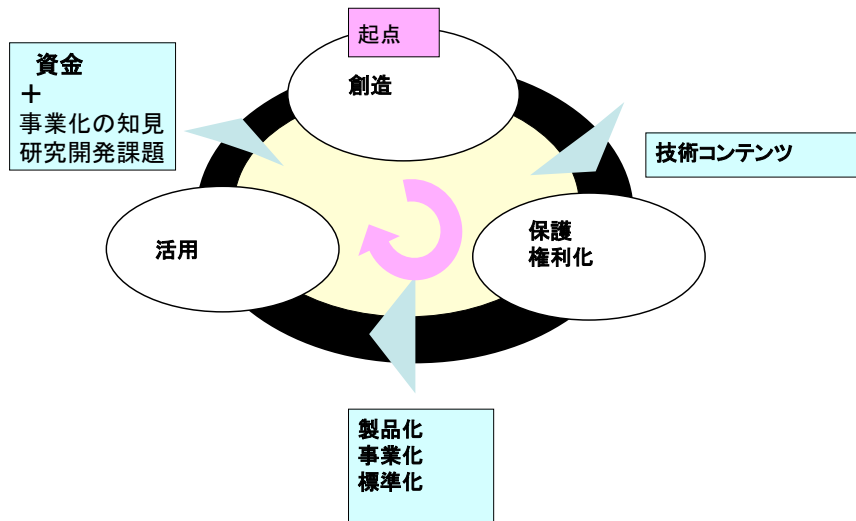 起点
創造
資金
＋
事業化の知見
研究開発課題
技術コンテンツ
活用
保護
権利化
製品化
事業化
標準化